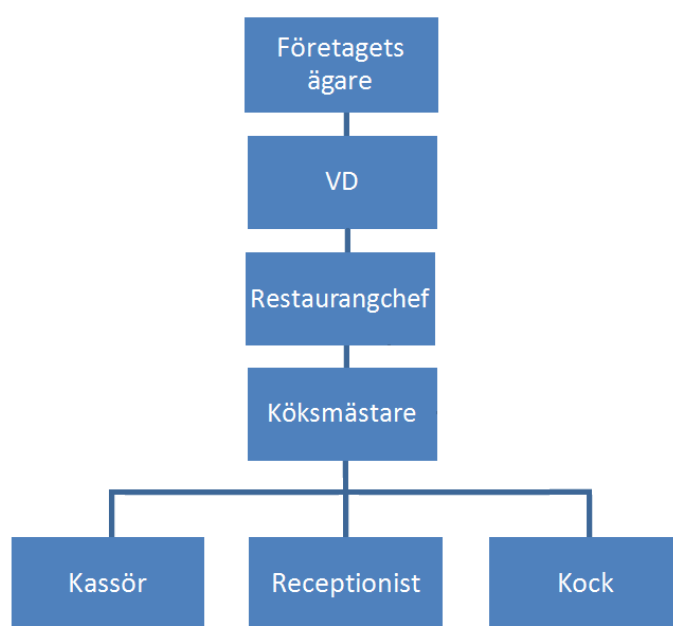 Företagets
ägare
VD
Restaurangchef
Köksmästare
Kassör
Receptionist
Kock